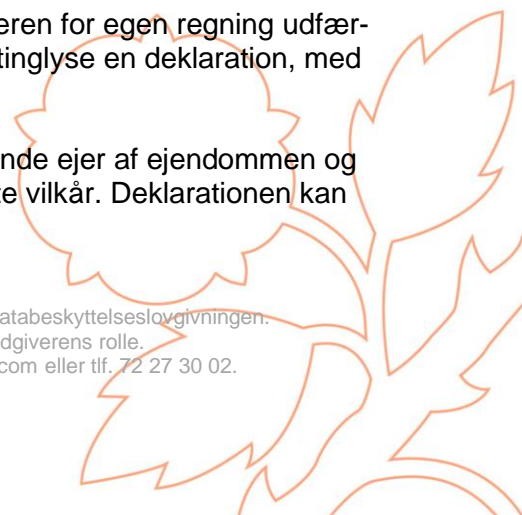 eren for egen regning udfær-
tinglyse en deklaration, med
nde ejer af ejendommen og
te vilkår. Deklarationen kan
atabeskyttelseslovgivningen.
dgiverens rolle.
com eller tlf. 72 27 30 02.